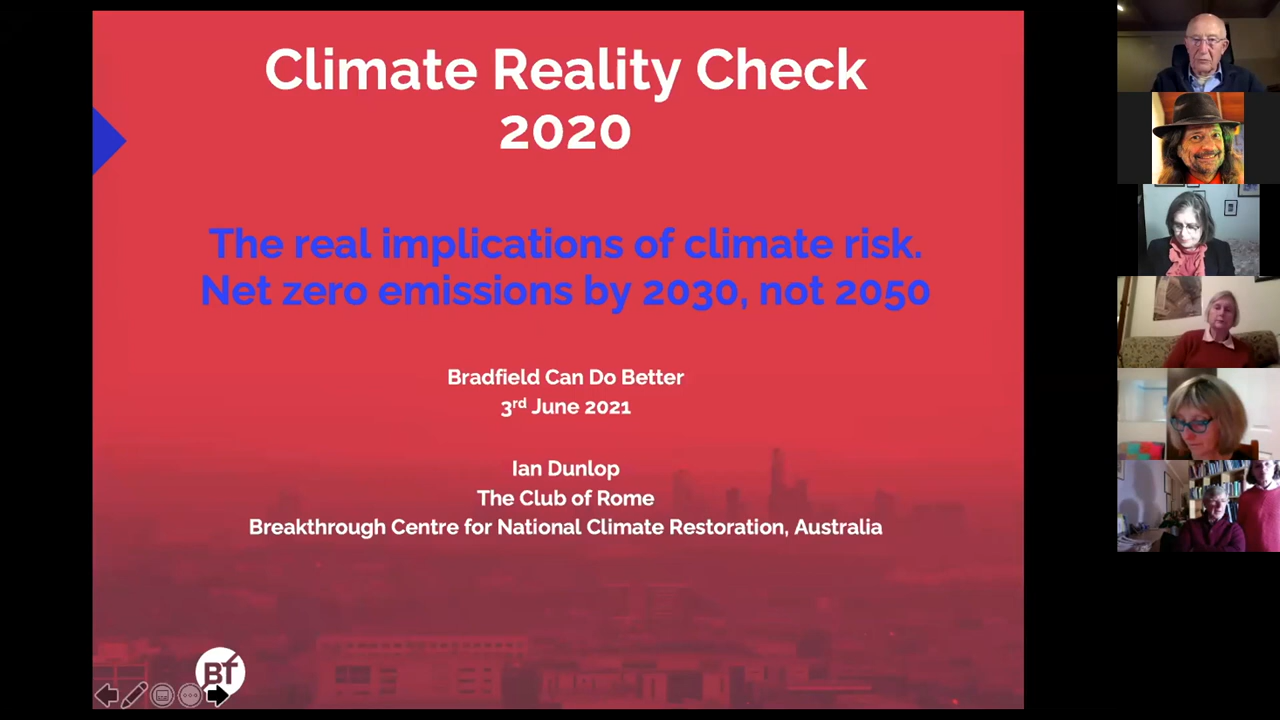 Climate Reality Check
2020
The real implications of climate risk.
Net zero emissions by 2030, not 2050
Bradfield Can Do Better
3rd June 2021
Ian Dunlop
The Club of Rome
Breakthrough Centre for National Climate Restoration, Australia
Bf